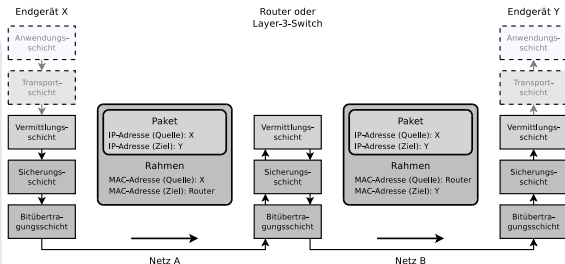 Endgerät X
Anwendungs-
schicht
Transport-
schicht
Vermittlungs-
schicht
Sicherungs-
schicht
Bitübertra-
gungsschicht
Paket
IP-Adresse (Quelle): X
IP-Adresse (Ziel): Y
Rahmen
MAC-Adresse (Quelle): X
MAC-Adresse (Ziel): Router
Netz A
Router oder
Layer-3-Switch
Vermittlungs-
schicht
Sicherungs-
schicht
Bitübertra-
gungsschicht
Paket
IP-Adresse (Quelle): X
IP-Adresse (Ziel): Y
Rahmen
MAC-Adresse (Quelle): Router
MAC-Adresse (Ziel): Y
Netz B
Endgerät Y
Anwendungs-
schicht
Transport-
schicht
Vermittlungs-
schicht
Sicherungs-
schicht
Bitübertra-
gungsschicht